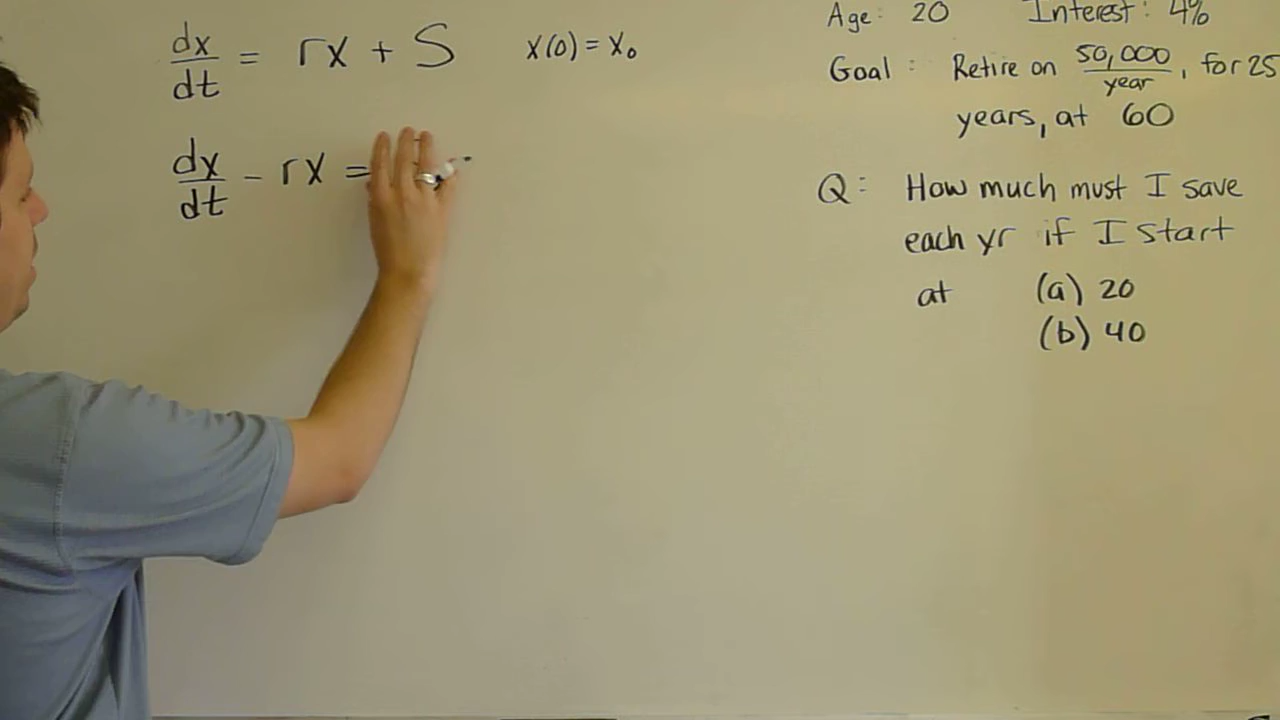 dx/dt = rx + S x(0) = x₀
dx/dt - rx =
Age: 20 Interest: 4%
Goal: Retire on 50,000/year, for 25
years, at 60
Q: How much must I save
each yr if I start
at (a) 20
(b) 40